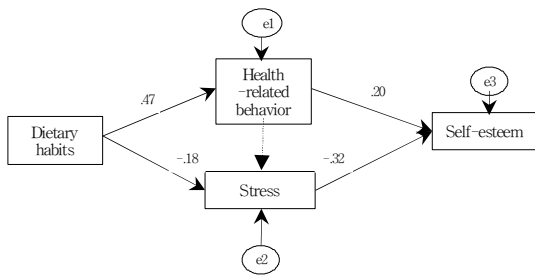 e1
Health
-related
behavior
.47
.20
e3
Dietary
habits
Self-esteem
-.18
-.32
Stress
e2